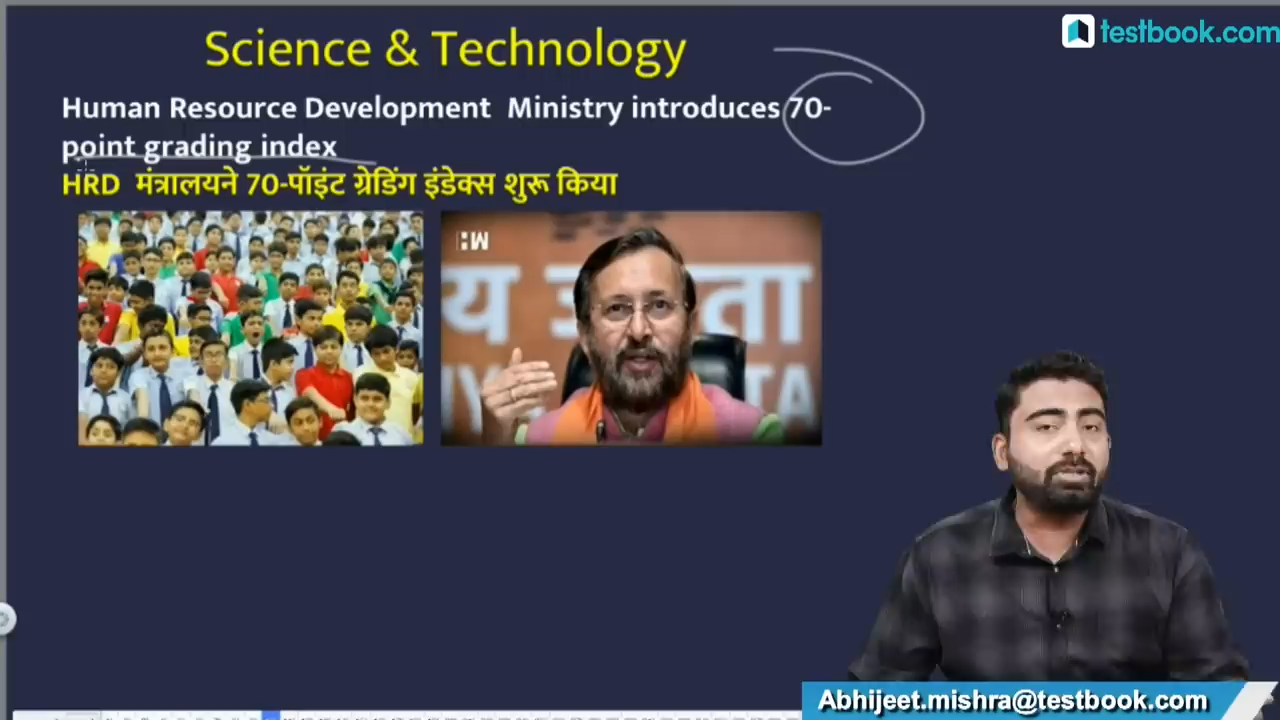 Science & Technology
testbook.com
Human Resource Development Ministry introduces 70-
point grading index
HRD मंत्रालयने 70-पॉइंट ग्रेडिंग इंडेक्स शुरू किया
HW
Abhijeet.mishra@testbook.com